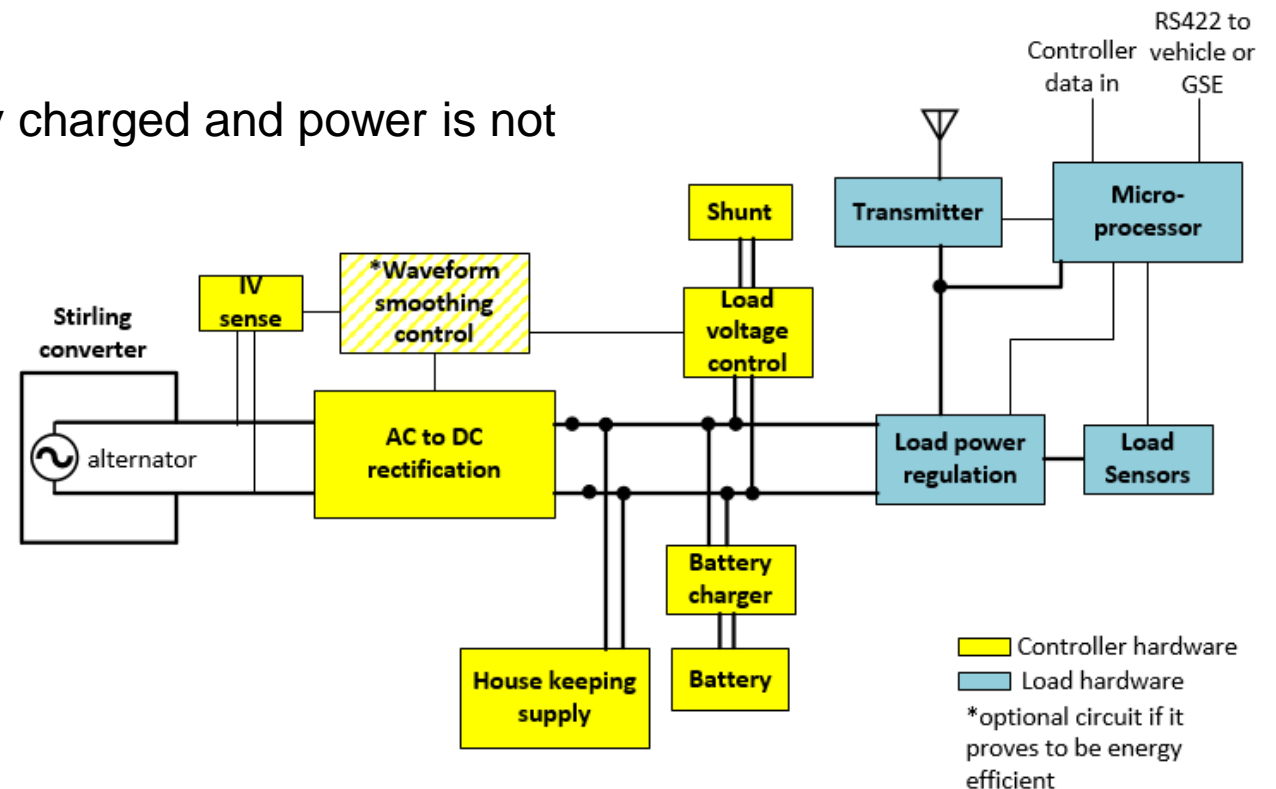 RS422 to
Controller vehicle or
data in GSE
y charged and power is not
Shunt
Transmitter
Micro-
processor
IV
sense
*Waveform
smoothing
control
Load
voltage
control
Stirling
converter
alternator
AC to DC
rectification
Load power
regulation
Load
Sensors
Battery
charger
House keeping
supply
Battery
Controller hardware
Load hardware
*optional circuit if it
proves to be energy
efficient